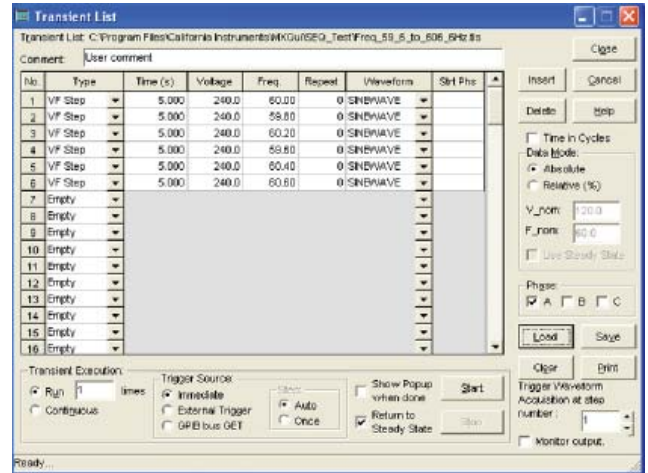 Transient List
Transient List: C:\Program Files\California Instruments\MXGui\SEQ_Test\Freq_59_6_to_606_6Hz.lis
Close
Comment: User comment
No. Type Time (s) Voltage Freq. Repeat Waveform Strt Phs
1 VF Step 5.000 240.0 60.00 0 SINEWAVE
2 VF Step 5.000 240.0 59.80 0 SINEWAVE
3 VF Step 5.000 240.0 60.20 0 SINEWAVE
4 VF Step 5.000 240.0 59.60 0 SINEWAVE
5 VF Step 5.000 240.0 60.40 0 SINEWAVE
6 VF Step 5.000 240.0 60.60 0 SINEWAVE
7 Empty
8 Empty
9 Empty
10 Empty
11 Empty
12 Empty
13 Empty
14 Empty
15 Empty
16 Empty
Insert Cancel
Delete Help
Time in Cycles
Data Mode:
Absolute
Relative (%)
V_nom: 120.0
F_nom: 60.0
Use Steady State
Phase:
A B C
Load Save
Clear Print
Transient Execution:
Run 1 times
Continuous
Trigger Source:
Immediate
External Trigger
GPIB bus GET
Auto
Once
Show Popup
when done
Return to
Steady State
Start
Stop
Trigger Waveform
Acquisition at step
number: 1
Monitor output.
Ready...